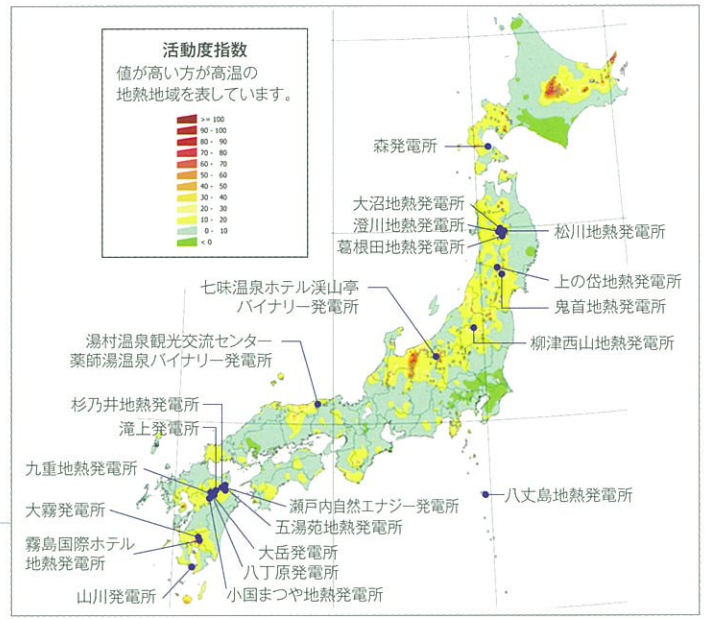 活動度指数
値が高い方が高温の
地熱地域を表しています。
>= 100
90 - 100
80 - 90
70 - 80
60 - 70
50 - 60
40 - 50
30 - 40
20 - 30
10 - 20
0 - 10
< 0
森発電所
大沼地熱発電所
澄川地熱発電所
葛根田地熱発電所
松川地熱発電所
上の岱地熱発電所
鬼首地熱発電所
柳津西山地熱発電所
七味温泉ホテル渓山亭
バイナリー発電所
湯村温泉観光交流センター
薬師湯温泉バイナリー発電所
杉乃井地熱発電所
滝上発電所
九重地熱発電所
大霧発電所
霧島国際ホテル
地熱発電所
山川発電所
瀬戸内自然エナジー発電所
五湯苑地熱発電所
大岳発電所
八丁原発電所
小国まつや地熱発電所
八丈島地熱発電所